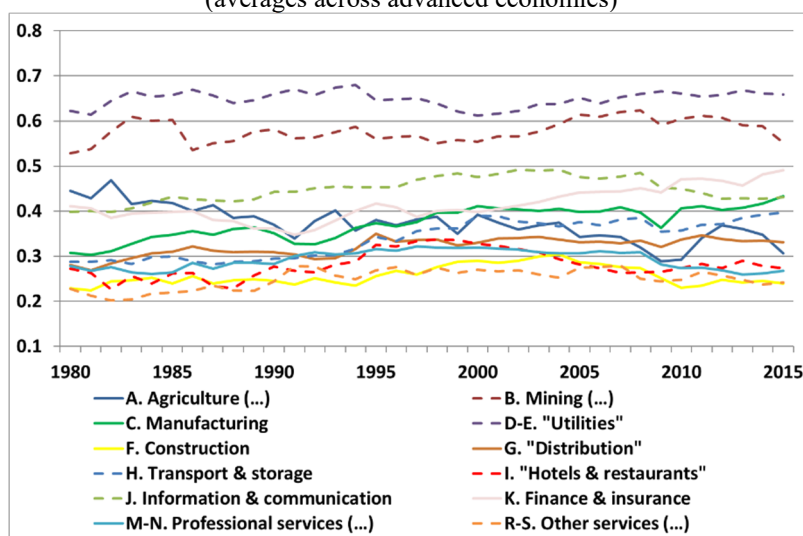 (averages across advanced economies)
0.8
0.7
0.6
0.5
0.4
0.3
0.2
0.1
1980 1985 1990 1995 2000 2005 2010 2015
A. Agriculture (...) B. Mining (...)
C. Manufacturing D-E. "Utilities"
F. Construction G. "Distribution"
H. Transport & storage I. "Hotels & restaurants"
J. Information & communication K. Finance & insurance
M-N. Professional services (...) R-S. Other services (...)